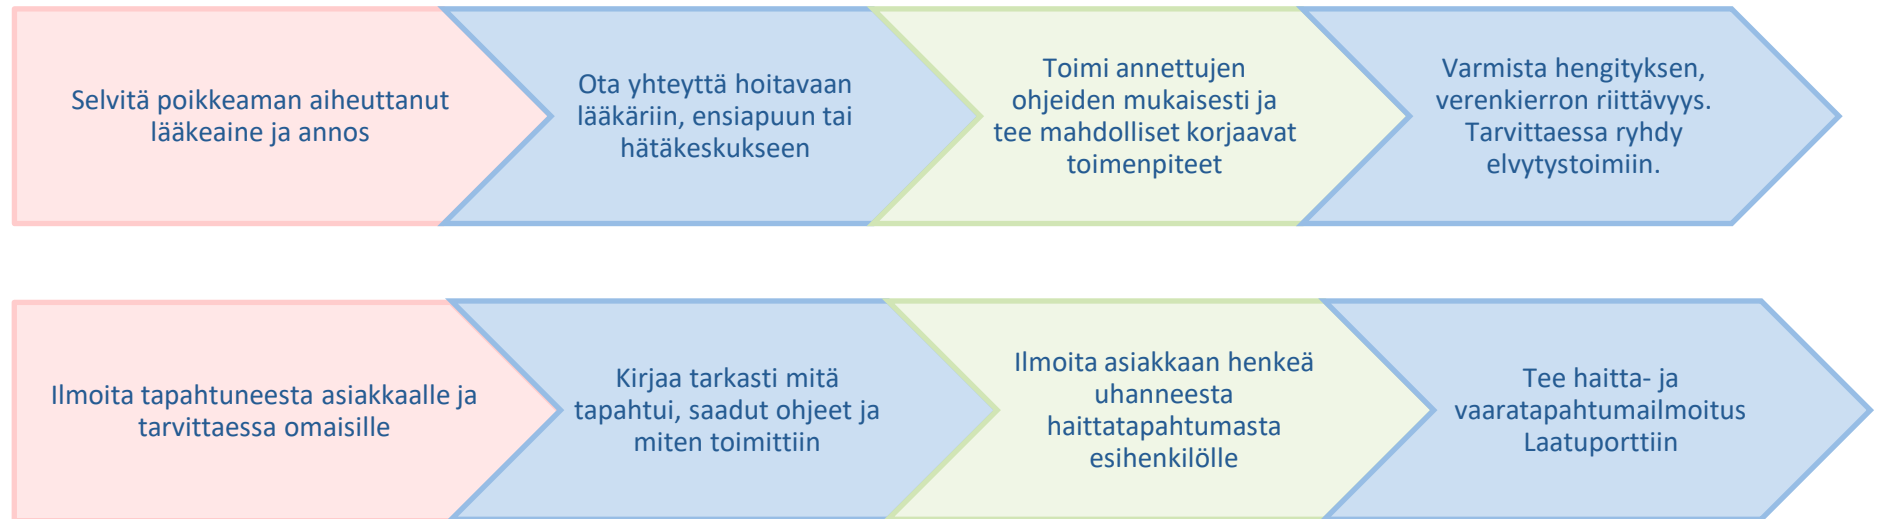 Selvitä poikkeaman aiheuttanut
lääkeaine ja annos
Ota yhteyttä hoitavaan
lääkäriin, ensiapuun tai
hätäkeskukseen
Toimi annettujen
ohjeiden mukaisesti ja
tee mahdolliset korjaavat
toimenpiteet
Varmista hengityksen,
verenkierron riittävyys.
Tarvittaessa ryhdy
elvytystoimiin.
Ilmoita tapahtuneesta asiakkaalle ja
tarvittaessa omaisille
Kirjaa tarkasti mitä
tapahtui, saadut ohjeet ja
miten toimittiin
Ilmoita asiakkaan henkeä
uhanneesta
haittatapahtumasta
esihenkilölle
Tee haitta- ja
vaaratapahtumailmoitus
Laatuporttiin